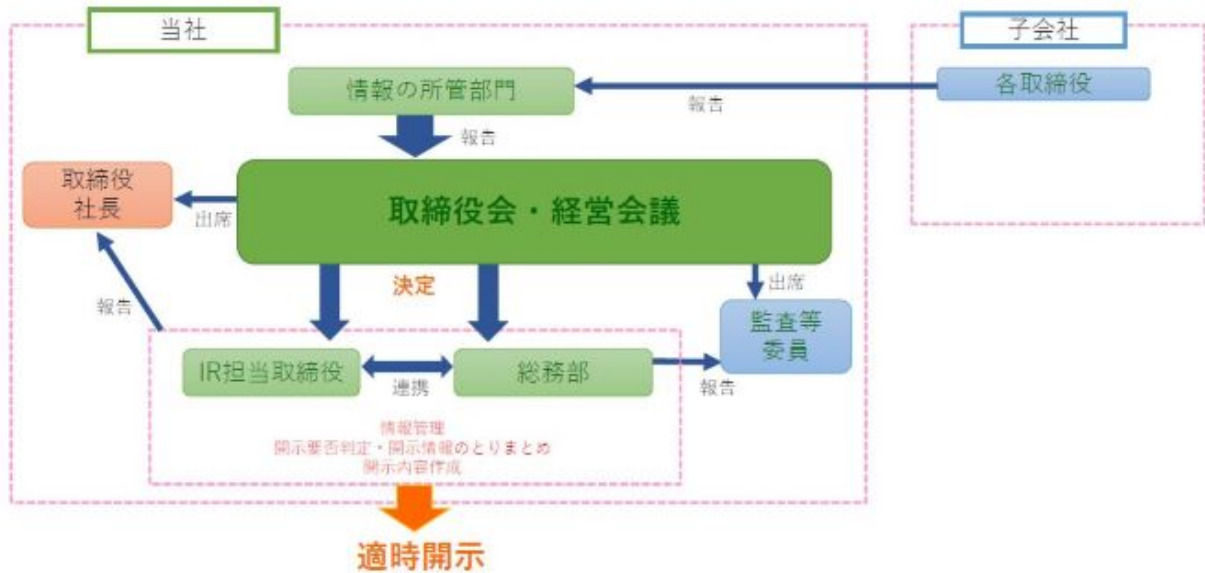 当社
子会社
情報の所管部門
各取締役
報告
報告
取締役
社長
出席
取締役会・経営会議
決定
出席
報告
監査等
委員
IR担当取締役
連携
総務部
報告
情報管理
開示要否判定・開示情報のとりまとめ
開示内容作成
適時開示